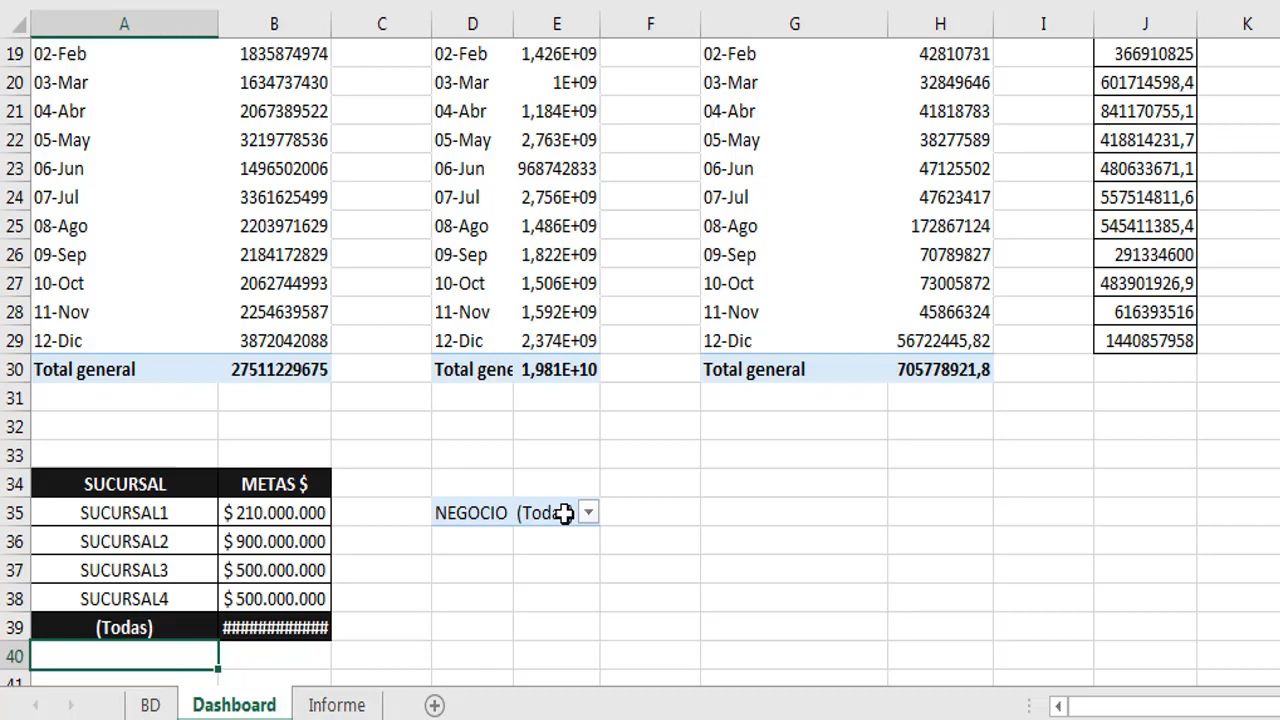 A B C D E F G H I J K
19 02-Feb 1835874974 02-Feb 1,426E+09 02-Feb 42810731 366910825
20 03-Mar 1634737430 03-Mar 1E+09 03-Mar 32849646 601714598,4
21 04-Abr 2067389522 04-Abr 1,184E+09 04-Abr 41818783 841170755,1
22 05-May 3219778536 05-May 2,763E+09 05-May 38277589 418814231,7
23 06-Jun 1496502006 06-Jun 968742833 06-Jun 47125502 480633671,1
24 07-Jul 3361625499 07-Jul 2,756E+09 07-Jul 47623417 557514811,6
25 08-Ago 2203971629 08-Ago 1,486E+09 08-Ago 172867124 545411385,4
26 09-Sep 2184172829 09-Sep 1,822E+09 09-Sep 70789827 291334600
27 10-Oct 2062744993 10-Oct 1,506E+09 10-Oct 73005872 483901926,9
28 11-Nov 2254639587 11-Nov 1,592E+09 11-Nov 45866324 616393516
29 12-Dic 3872042088 12-Dic 2,374E+09 12-Dic 56722445,82 1440857958
30 Total general 27511229675 Total gene 1,981E+10 Total general 705778921,8
31
32
33
34 SUCURSAL METAS $
35 SUCURSAL1 $ 210.000.000 NEGOCIO
36 SUCURSAL2 $ 900.000.000
37 SUCURSAL3 $ 500.000.000
38 SUCURSAL4 $ 500.000.000
39 (Todas) ############
40
BD Dashboard Informe